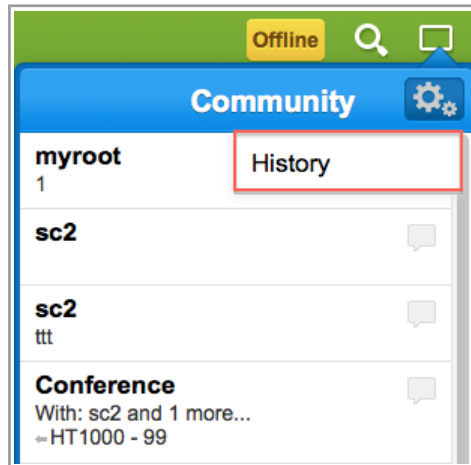 Offline
Community
myroot
1
History
sc2
sc2
ttt
Conference
With: sc2 and 1 more...
HT1000 - 99